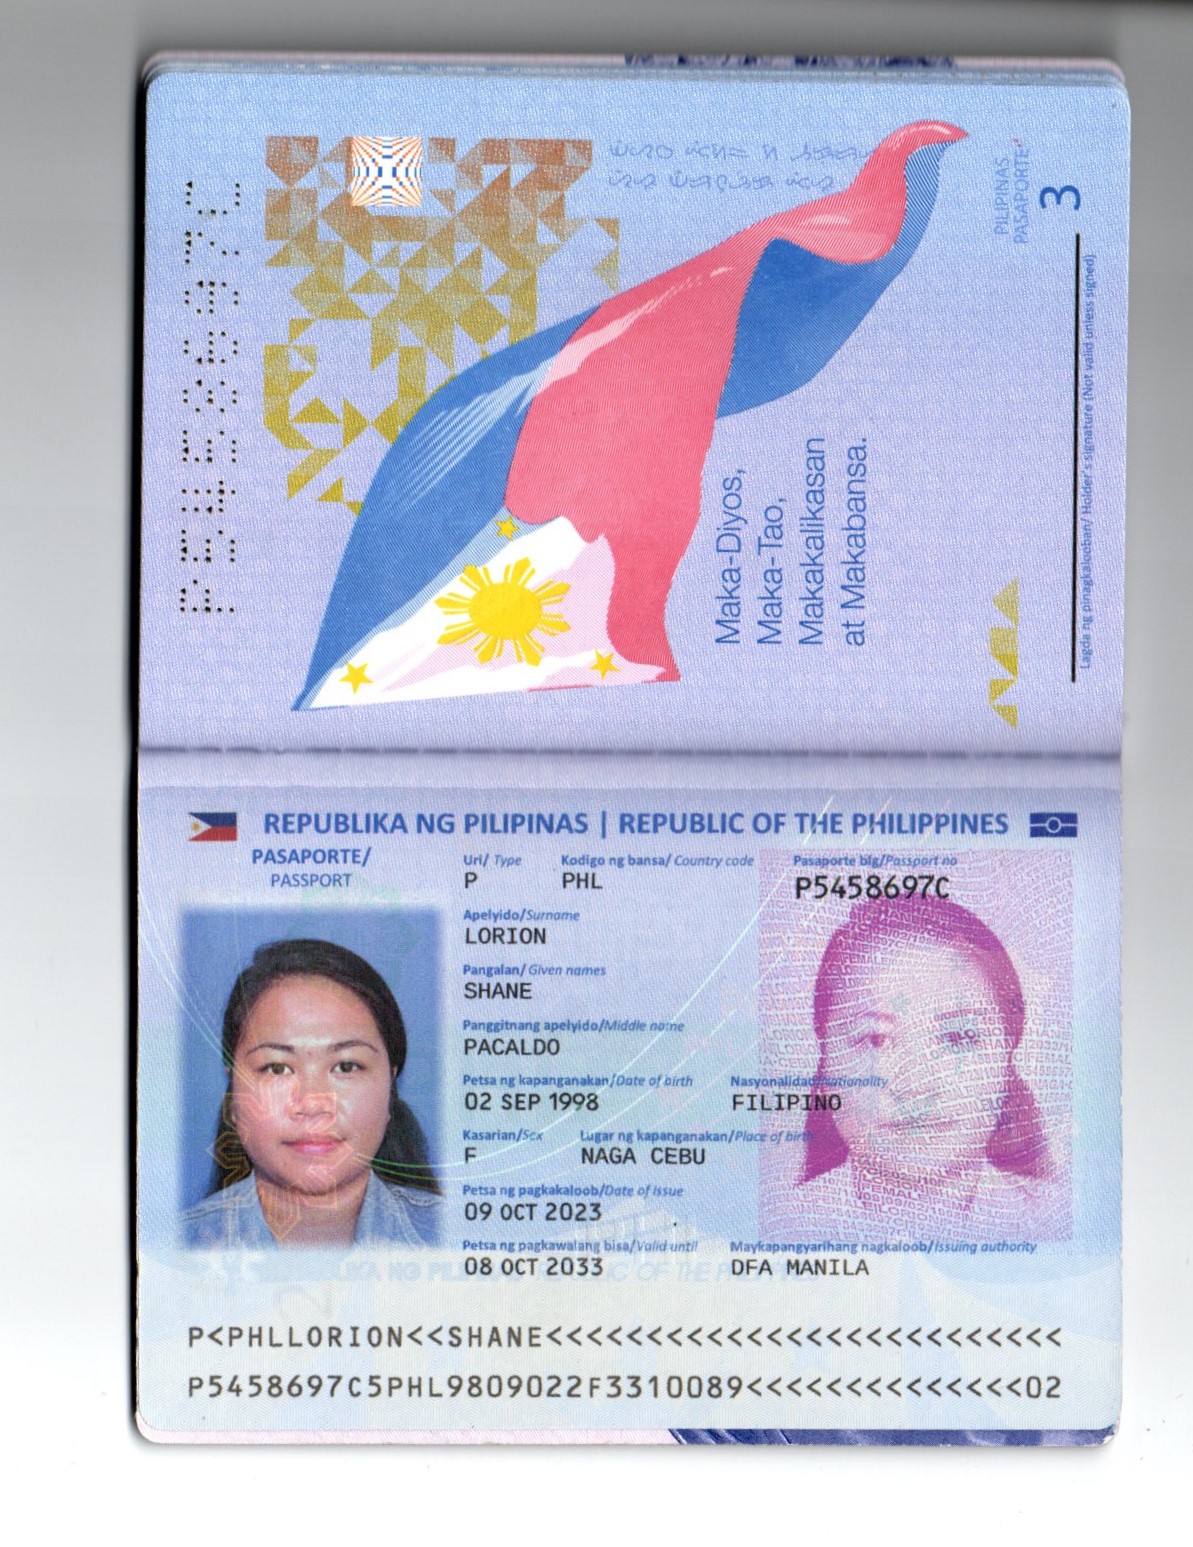 P5458697C
PILIPINAS
PASAPORTE
3
Maka-Diyos,
Maka-Tao,
Makakalikasan
at Makabansa.
Lagda ng pinagkalooban/ Holder's signature (Not valid unless signed)
REPUBLIKA NG PILIPINAS | REPUBLIC OF THE PHILIPPINES
PASAPORTE/
PASSPORT
Uri/ Type
Kodigo ng bansa/ Country code
Pasaporte blg/Passport no
P
PHL
P5458697C
Apelyido/Surname
LORION
Pangalan/ Given names
SHANE
Panggitnang apelyido/Middle name
PACALDO
Petsa ng kapanganakan/Date of birth
Nasyonalidad/Nationality
02 SEP 1998
FILIPINO
Kasarian/Sex
Lugar ng kapanganakan/Place of birth
F
NAGA CEBU
Petsa ng pagkakaloob/Date of issue
09 OCT 2023
Petsa ng pagkawalang bisa/Valid until
Maykapangyarihang nagkaloob/Issuing authority
08 OCT 2033
DFA MANILA
P<PHLLORION<<SHANE<<<<<<<<<<<<<<<<<<<<<<<<<<
P5458697C5PHL9809022F3310089<<<<<<<<<<<<<<02